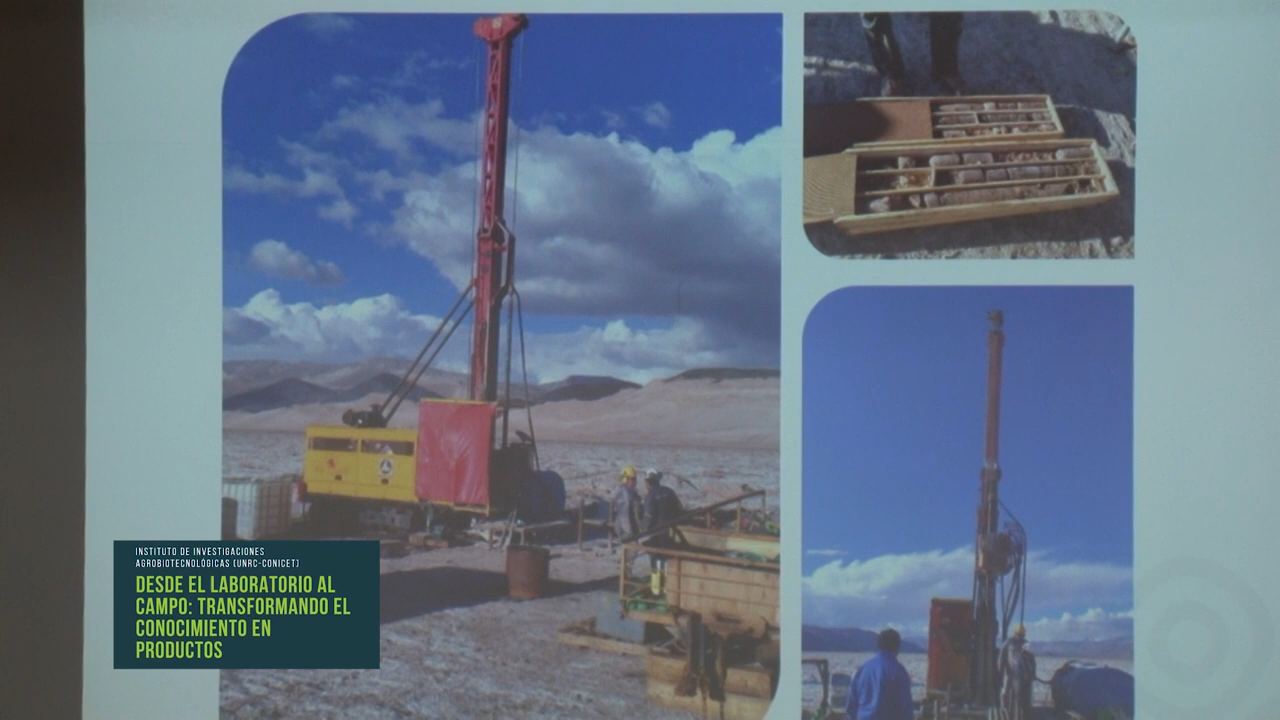 INSTITUTO DE INVESTIGACIONES
AGROBIOTECNOLÓGICAS (UNRC-CONICET)
DESDE EL LABORATORIO AL
CAMPO: TRANSFORMANDO EL
CONOCIMIENTO EN
PRODUCTOS